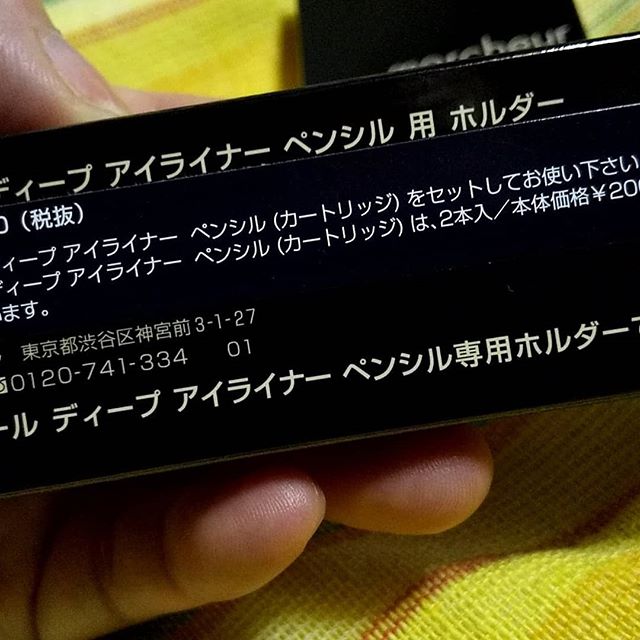 marcheur
ディープ アイライナー ペンシル 用 ホルダー
0（税抜）
ィープ アイライナー ペンシル（カートリッジ）をセットしてお使い下さい
ディープ アイライナー ペンシル（カートリッジ）は、2本入／本体価格￥200
ます。
東京都渋谷区神宮前 3-1-27
0120-741-334 01
ール ディープ アイライナー ペンシル専用ホルダーで